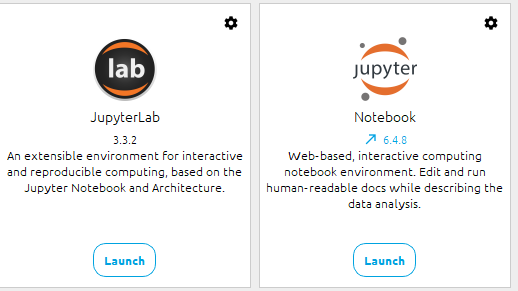 lab
JupyterLab
3.3.2
An extensible environment for interactive
and reproducible computing, based on the
Jupyter Notebook and Architecture.
Launch
jupyter
Notebook
6.4.8
Web-based, interactive computing
notebook environment. Edit and run
human-readable docs while describing the
data analysis.
Launch